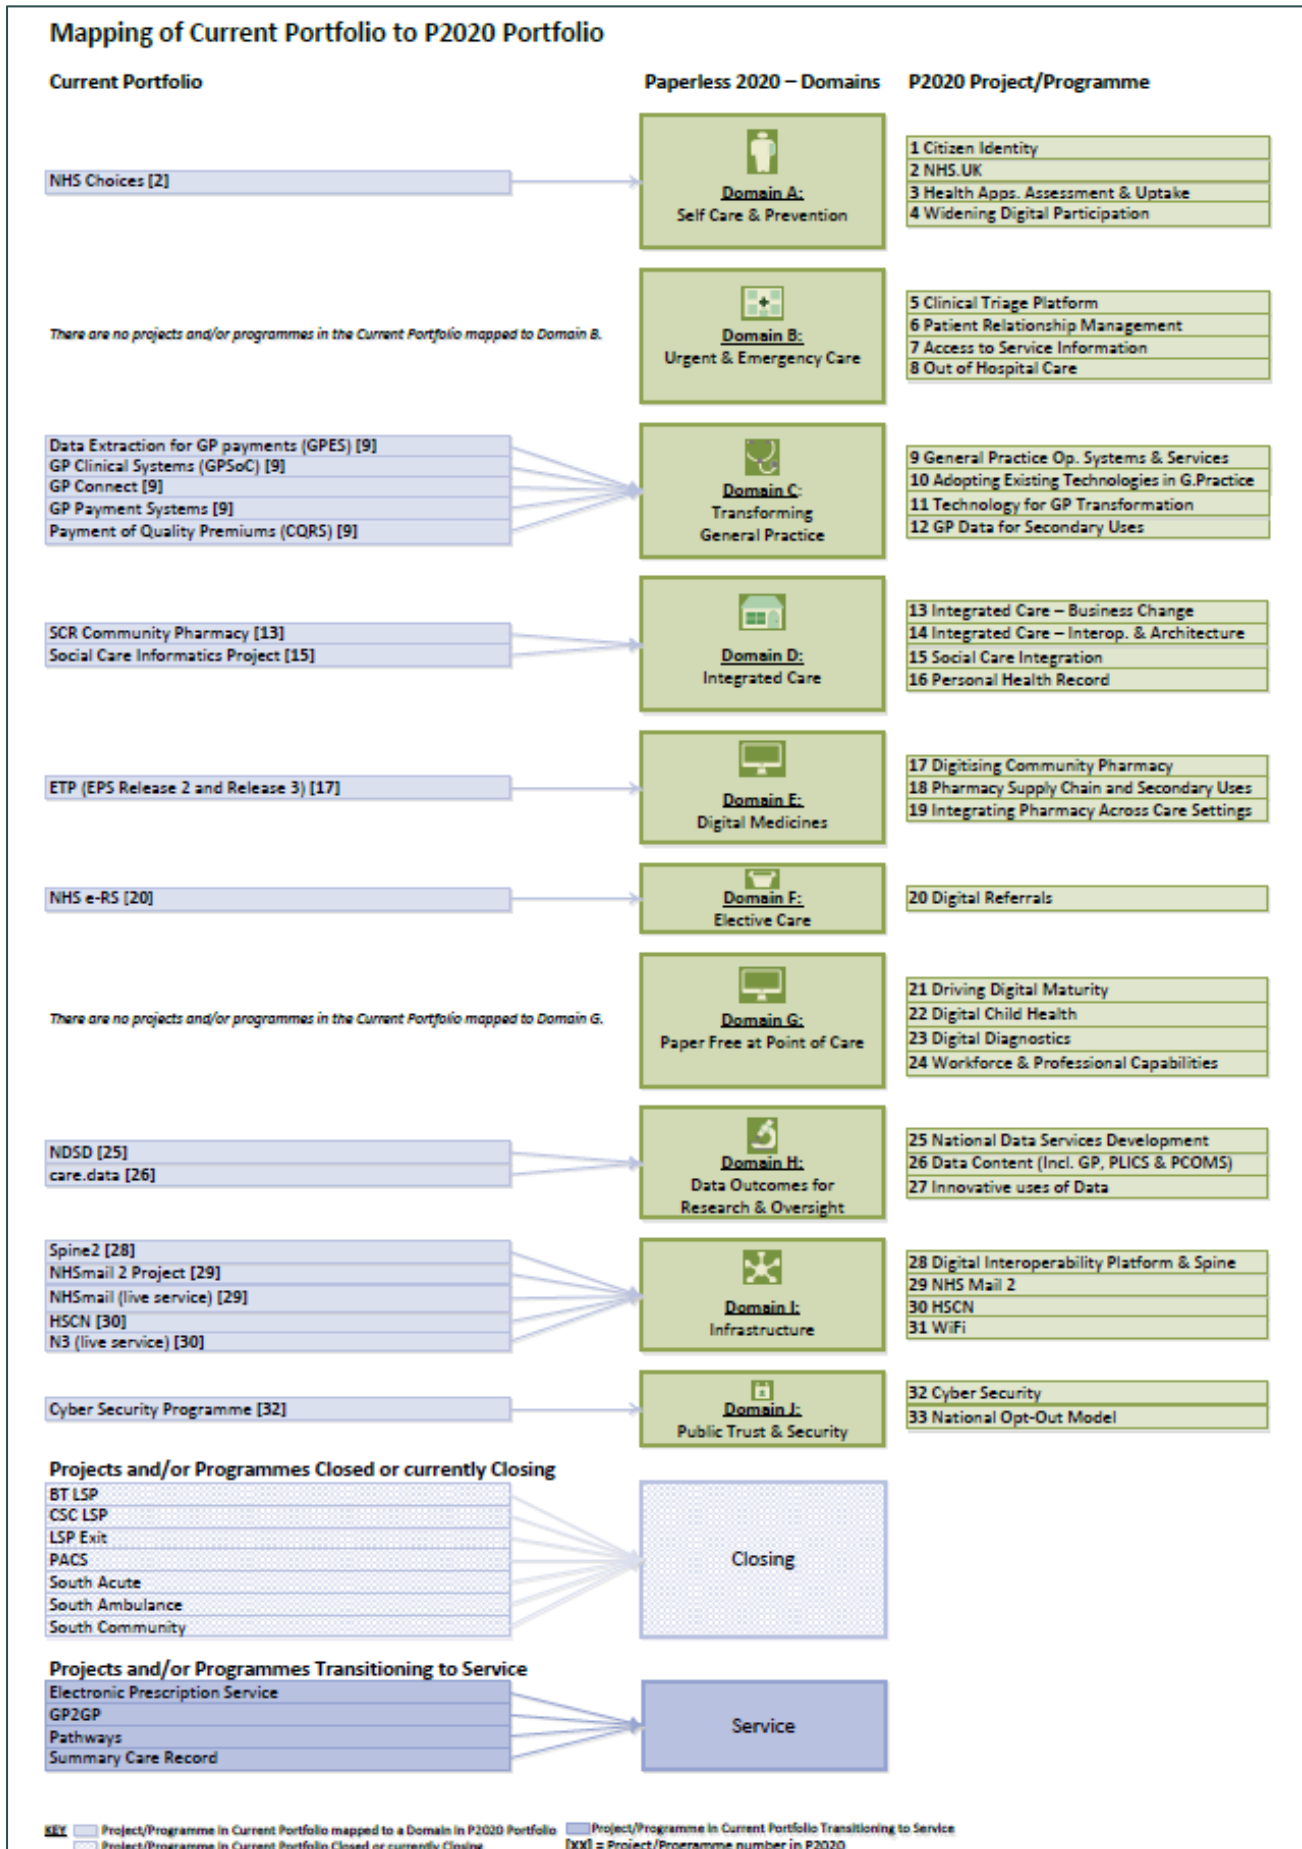 Mapping of Current Portfolio to P2020 Portfolio
Current Portfolio
Paperless 2020 – Domains
P2020 Project/Programme
NHS Choices [2]
Domain A:
Self Care & Prevention
1 Citizen Identity
2 NHS.UK
3 Health Apps. Assessment & Uptake
4 Widening Digital Participation
There are no projects and/or programmes in the Current Portfolio mapped to Domain B.
Domain B:
Urgent & Emergency Care
5 Clinical Triage Platform
6 Patient Relationship Management
7 Access to Service Information
8 Out of Hospital Care
Data Extraction for GP payments (GPES) [9]
GP Clinical Systems (GPSoC) [9]
GP Connect [9]
GP Payment Systems [9]
Payment of Quality Premiums (CQRS) [9]
Domain C:
Transforming
General Practice
9 General Practice Op. Systems & Services
10 Adopting Existing Technologies in G.Practice
11 Technology for GP Transformation
12 GP Data for Secondary Uses
SCR Community Pharmacy [13]
Social Care Informatics Project [15]
Domain D:
Integrated Care
13 Integrated Care – Business Change
14 Integrated Care – Interop. & Architecture
15 Social Care Integration
16 Personal Health Record
ETP (EPS Release 2 and Release 3) [17]
Domain E:
Digital Medicines
17 Digitising Community Pharmacy
18 Pharmacy Supply Chain and Secondary Uses
19 Integrating Pharmacy Across Care Settings
NHS e-RS [20]
Domain F:
Elective Care
20 Digital Referrals
There are no projects and/or programmes in the Current Portfolio mapped to Domain G.
Domain G:
Paper Free at Point of Care
21 Driving Digital Maturity
22 Digital Child Health
23 Digital Diagnostics
24 Workforce & Professional Capabilities
NDSD [25]
care.data [26]
Domain H:
Data Outcomes for
Research & Oversight
25 National Data Services Development
26 Data Content (Incl. GP, PLICS & PCOMS)
27 Innovative uses of Data
Spine2 [28]
NHSmail 2 Project [29]
NHSmail (live service) [29]
HSCN [30]
N3 (live service) [30]
Domain I:
Infrastructure
28 Digital Interoperability Platform & Spine
29 NHS Mail 2
30 HSCN
31 WiFi
Cyber Security Programme [32]
Domain J:
Public Trust & Security
32 Cyber Security
33 National Opt-Out Model
Projects and/or Programmes Closed or currently Closing
BT LSP
CSC LSP
LSP Exit
PACS
South Acute
South Ambulance
South Community
Closing
Projects and/or Programmes Transitioning to Service
Electronic Prescription Service
GP2GP
Pathways
Summary Care Record
Service
KEY
Project/Programme in Current Portfolio mapped to a Domain in P2020 Portfolio
Project/Programme in Current Portfolio Transitioning to Service
Project/Programme in Current Portfolio Closed or currently Closing
[XX] = Project/Programme number in P2020